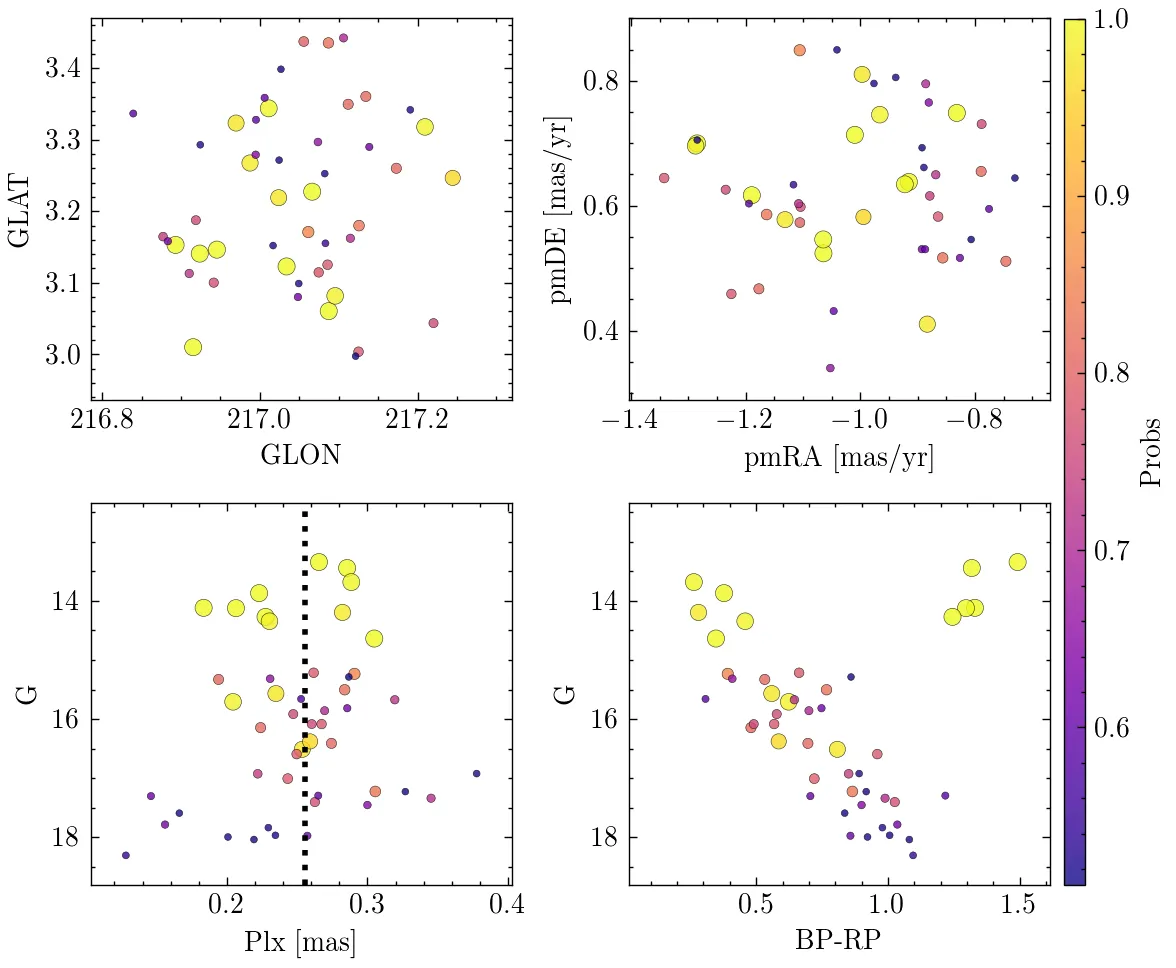 3.4
3.3
3.2
3.1
3.0
GLAT
216.8 217.0 217.2
GLON
0.8
0.6
0.4
pmDE [mas/yr]
−1.4 −1.2 −1.0 −0.8
pmRA [mas/yr]
14
16
18
G
0.2 0.3 0.4
Plx [mas]
14
16
18
G
0.5 1.0 1.5
BP-RP
1.0
0.9
0.8
0.7
0.6
Probs